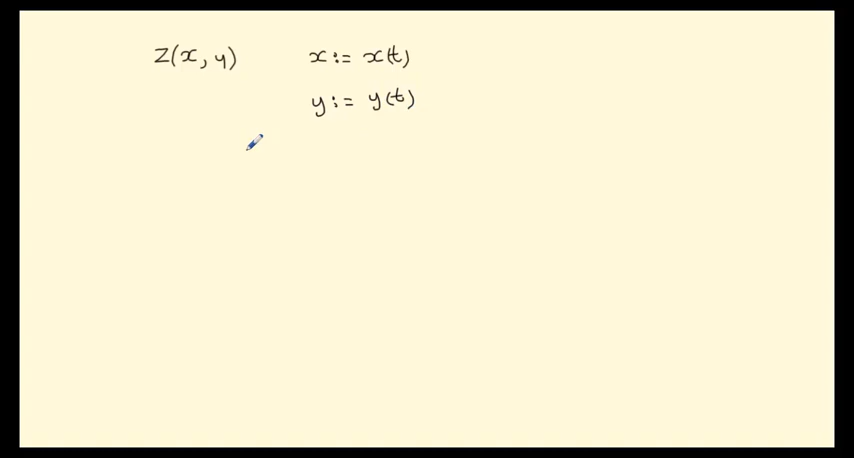 Z(x, y) x := x(t)
y := y(t)